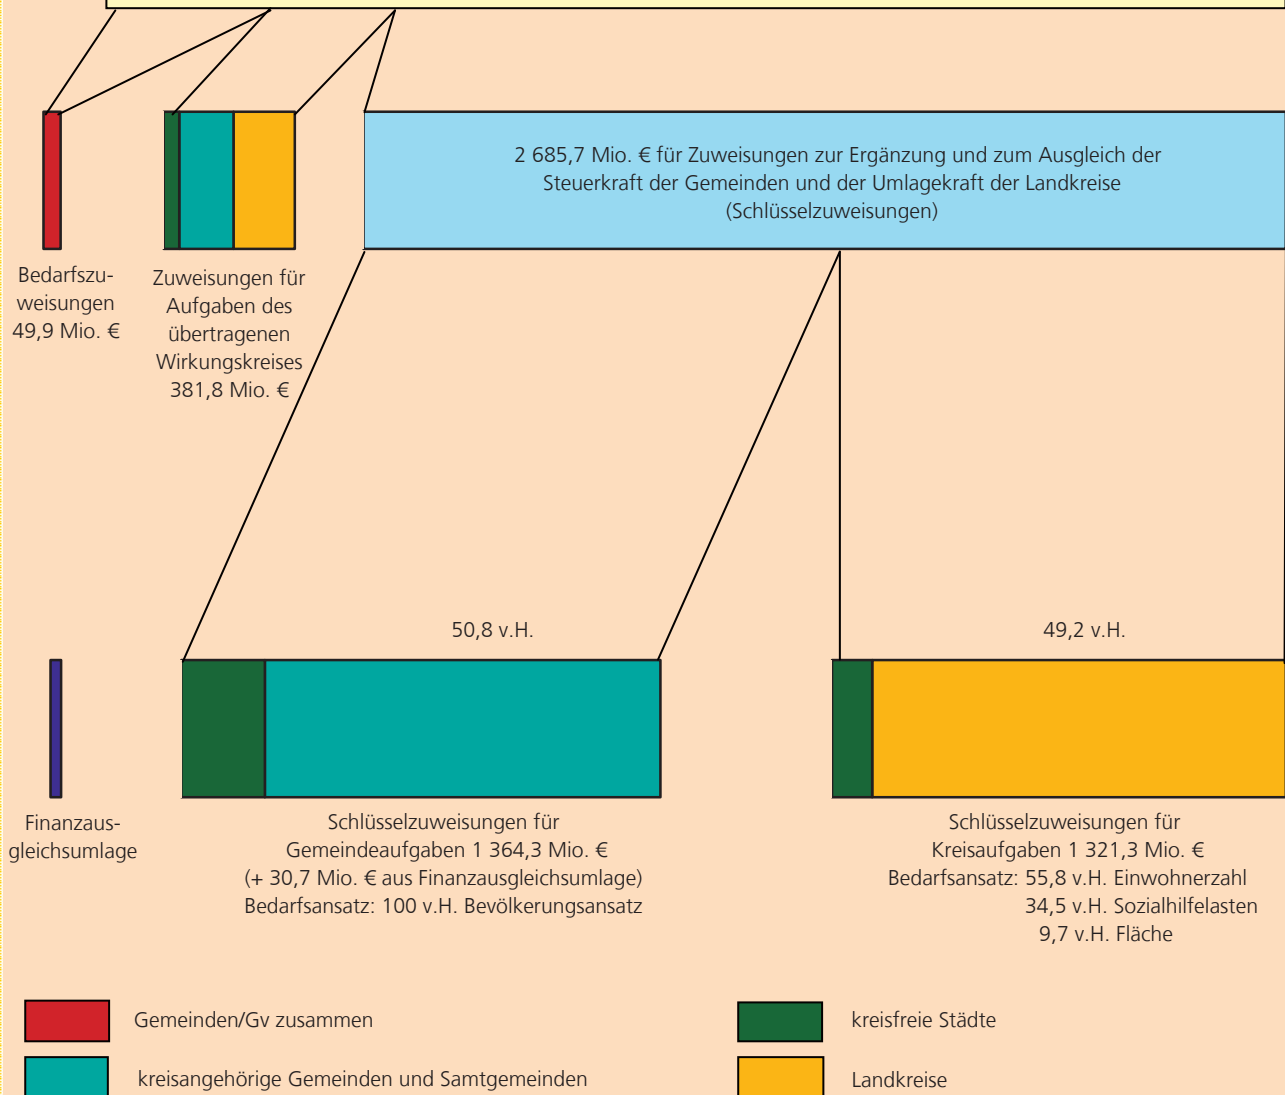 2 685,7 Mio. € für Zuweisungen zur Ergänzung und zum Ausgleich der
Steuerkraft der Gemeinden und der Umlagekraft der Landkreise
(Schlüsselzuweisungen)
Bedarfszu-
weisungen
49,9 Mio. €
Zuweisungen für
Aufgaben des
übertragenen
Wirkungskreises
381,8 Mio. €
50,8 v.H.
49,2 v.H.
Finanzaus-
gleichsumlage
Schlüsselzuweisungen für
Gemeindeaufgaben 1 364,3 Mio. €
(+ 30,7 Mio. € aus Finanzausgleichsumlage)
Bedarfsansatz: 100 v.H. Bevölkerungsansatz
Schlüsselzuweisungen für
Kreisaufgaben 1 321,3 Mio. €
Bedarfsansatz: 55,8 v.H. Einwohnerzahl
34,5 v.H. Sozialhilfelasten
9,7 v.H. Fläche
Gemeinden/Gv zusammen
kreisfreie Städte
kreisangehörige Gemeinden und Samtgemeinden
Landkreise